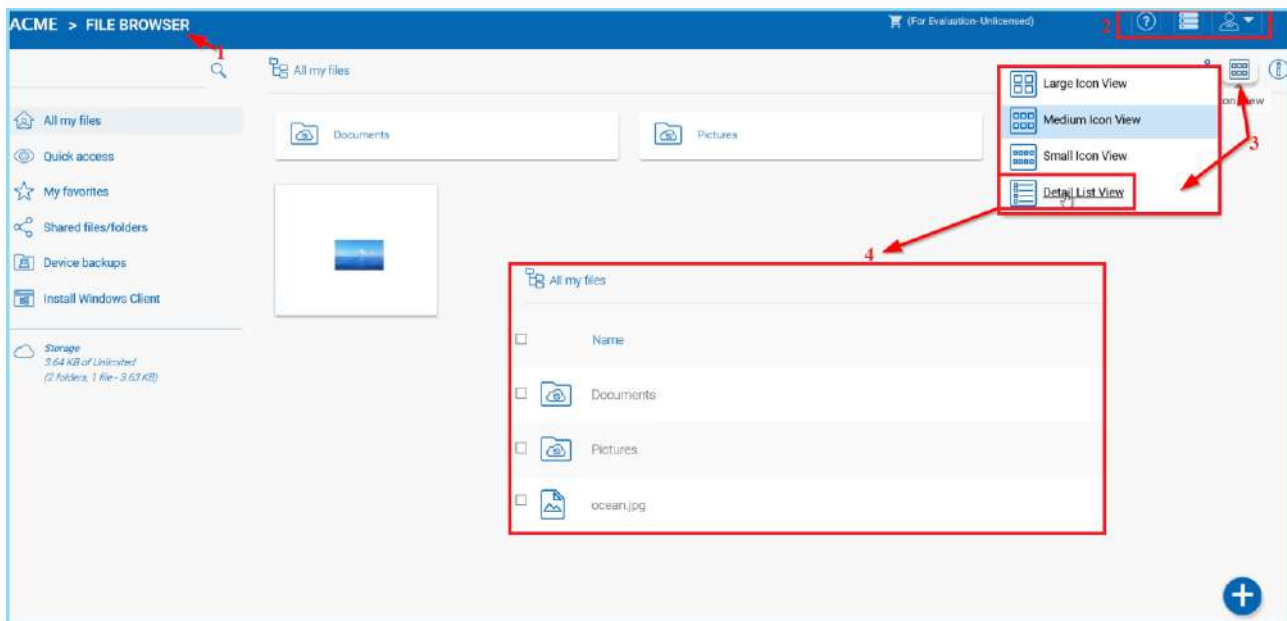 ACME > FILE BROWSER
(For Evaluation- Unlicensed)
2
1
All my files
Large Icon View
Medium Icon View
Small Icon View
Detail List View
3
All my files
Quick access
My favorites
Shared files/folders
Device backups
Install Windows Client
Storage
3.64 KB of Unlimited
(2 folders, 1 file - 3.63 KB)
Documents
Pictures
4
All my files
Name
Documents
Pictures
ocean.jpg